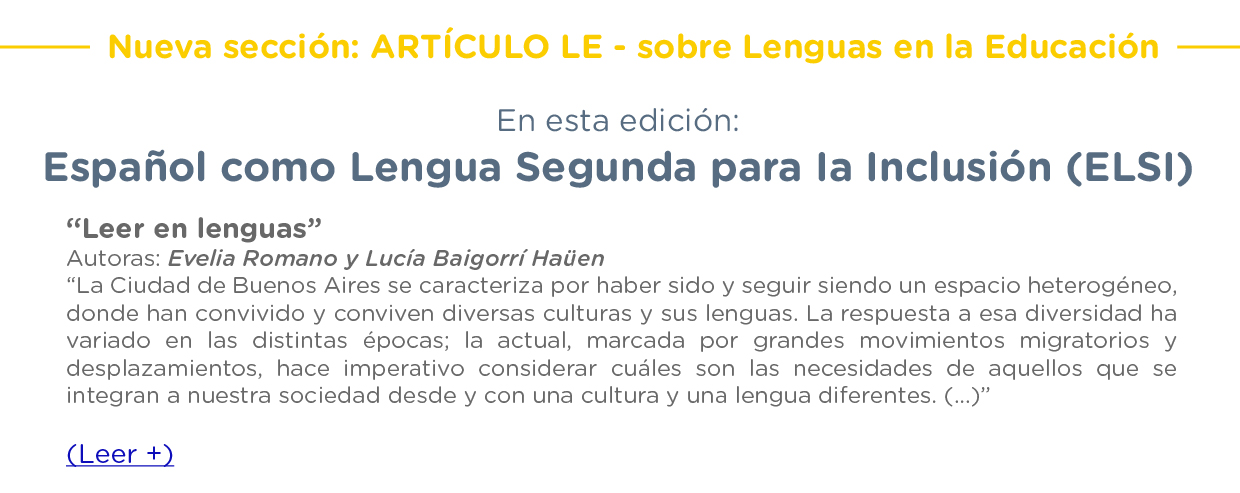 Nueva sección: ARTÍCULO LE - sobre Lenguas en la Educación
En esta edición:
Español como Lengua Segunda para la Inclusión (ELSI)
“Leer en lenguas”
Autoras: Evelia Romano y Lucía Baigorrí Haüen
“La Ciudad de Buenos Aires se caracteriza por haber sido y seguir siendo un espacio heterogéneo,
donde han convivido y conviven diversas culturas y sus lenguas. La respuesta a esa diversidad ha
variado en las distintas épocas; la actual, marcada por grandes movimientos migratorios y
desplazamientos, hace imperativo considerar cuáles son las necesidades de aquellos que se
integran a nuestra sociedad desde y con una cultura y una lengua diferentes. (...)”
(Leer +)